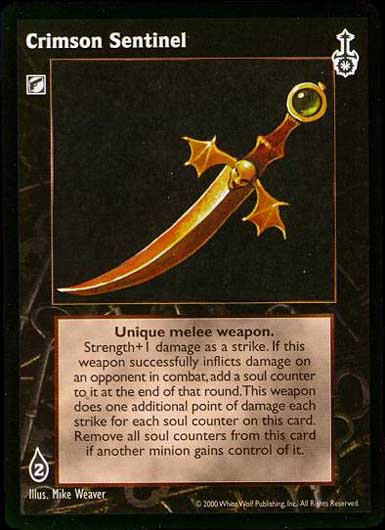 Crimson Sentinel
Unique melee weapon.
Strength+1 damage as a strike. If this
weapon successfully inflicts damage on
an opponent in combat, add a soul counter
to it at the end of that round. This weapon
does one additional point of damage each
strike for each soul counter on this card.
Remove all soul counters from this card
if another minion gains control of it.
2
Illus. Mike Weaver
© 2000 White Wolf Publishing, Inc. All Rights Reserved.